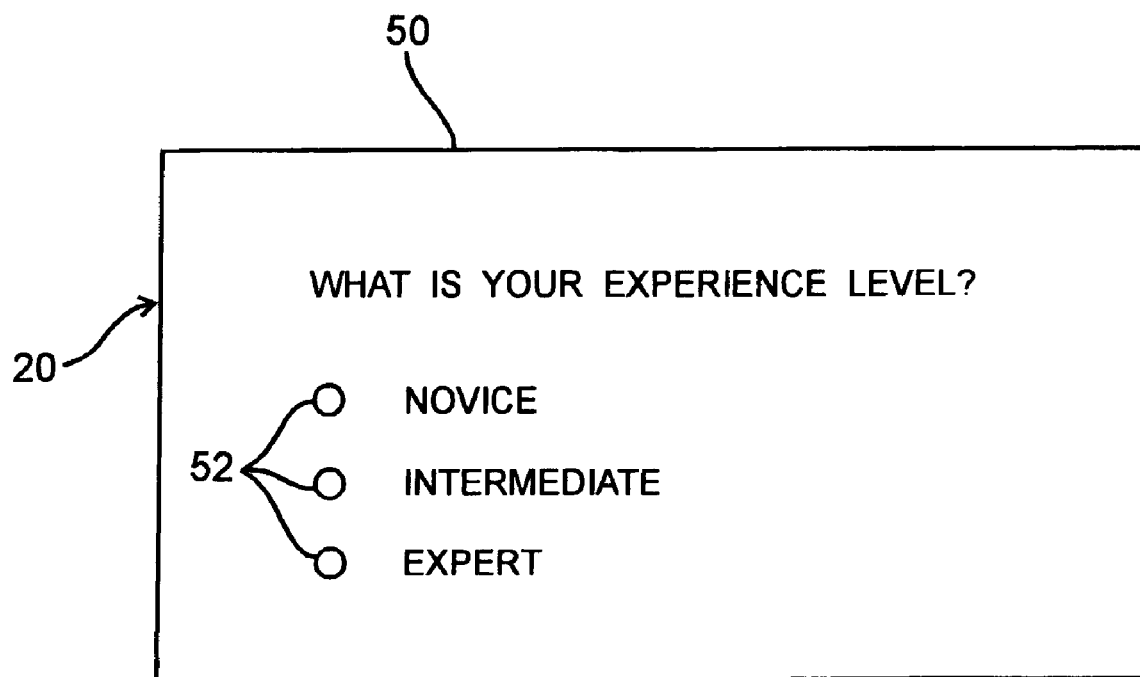 50
WHAT IS YOUR EXPERIENCE LEVEL?
20
NOVICE
52
INTERMEDIATE
EXPERT